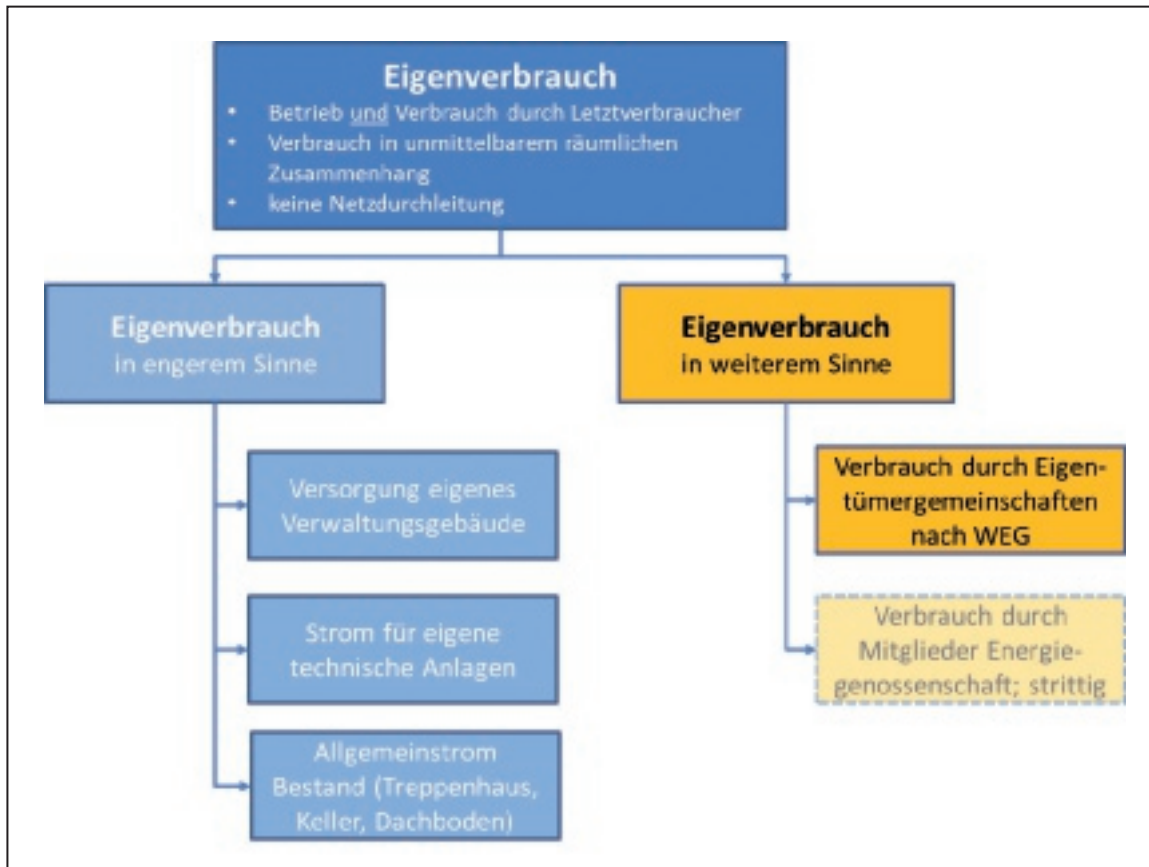 Eigenverbrauch
• Betrieb und Verbrauch durch Letztverbraucher
• Verbrauch in unmittelbarem räumlichen
Zusammenhang
• keine Netzdurchleitung
Eigenverbrauch
in engerem Sinne
Versorgung eigenes
Verwaltungsgebäude
Strom für eigene
technische Anlagen
Allgemeinstrom
Bestand (Treppenhaus,
Keller, Dachboden)
Eigenverbrauch
in weiterem Sinne
Verbrauch durch Eigen-
tümergemeinschaften
nach WEG
Verbrauch durch
Mitglieder Energie-
genossenschaft; strittig